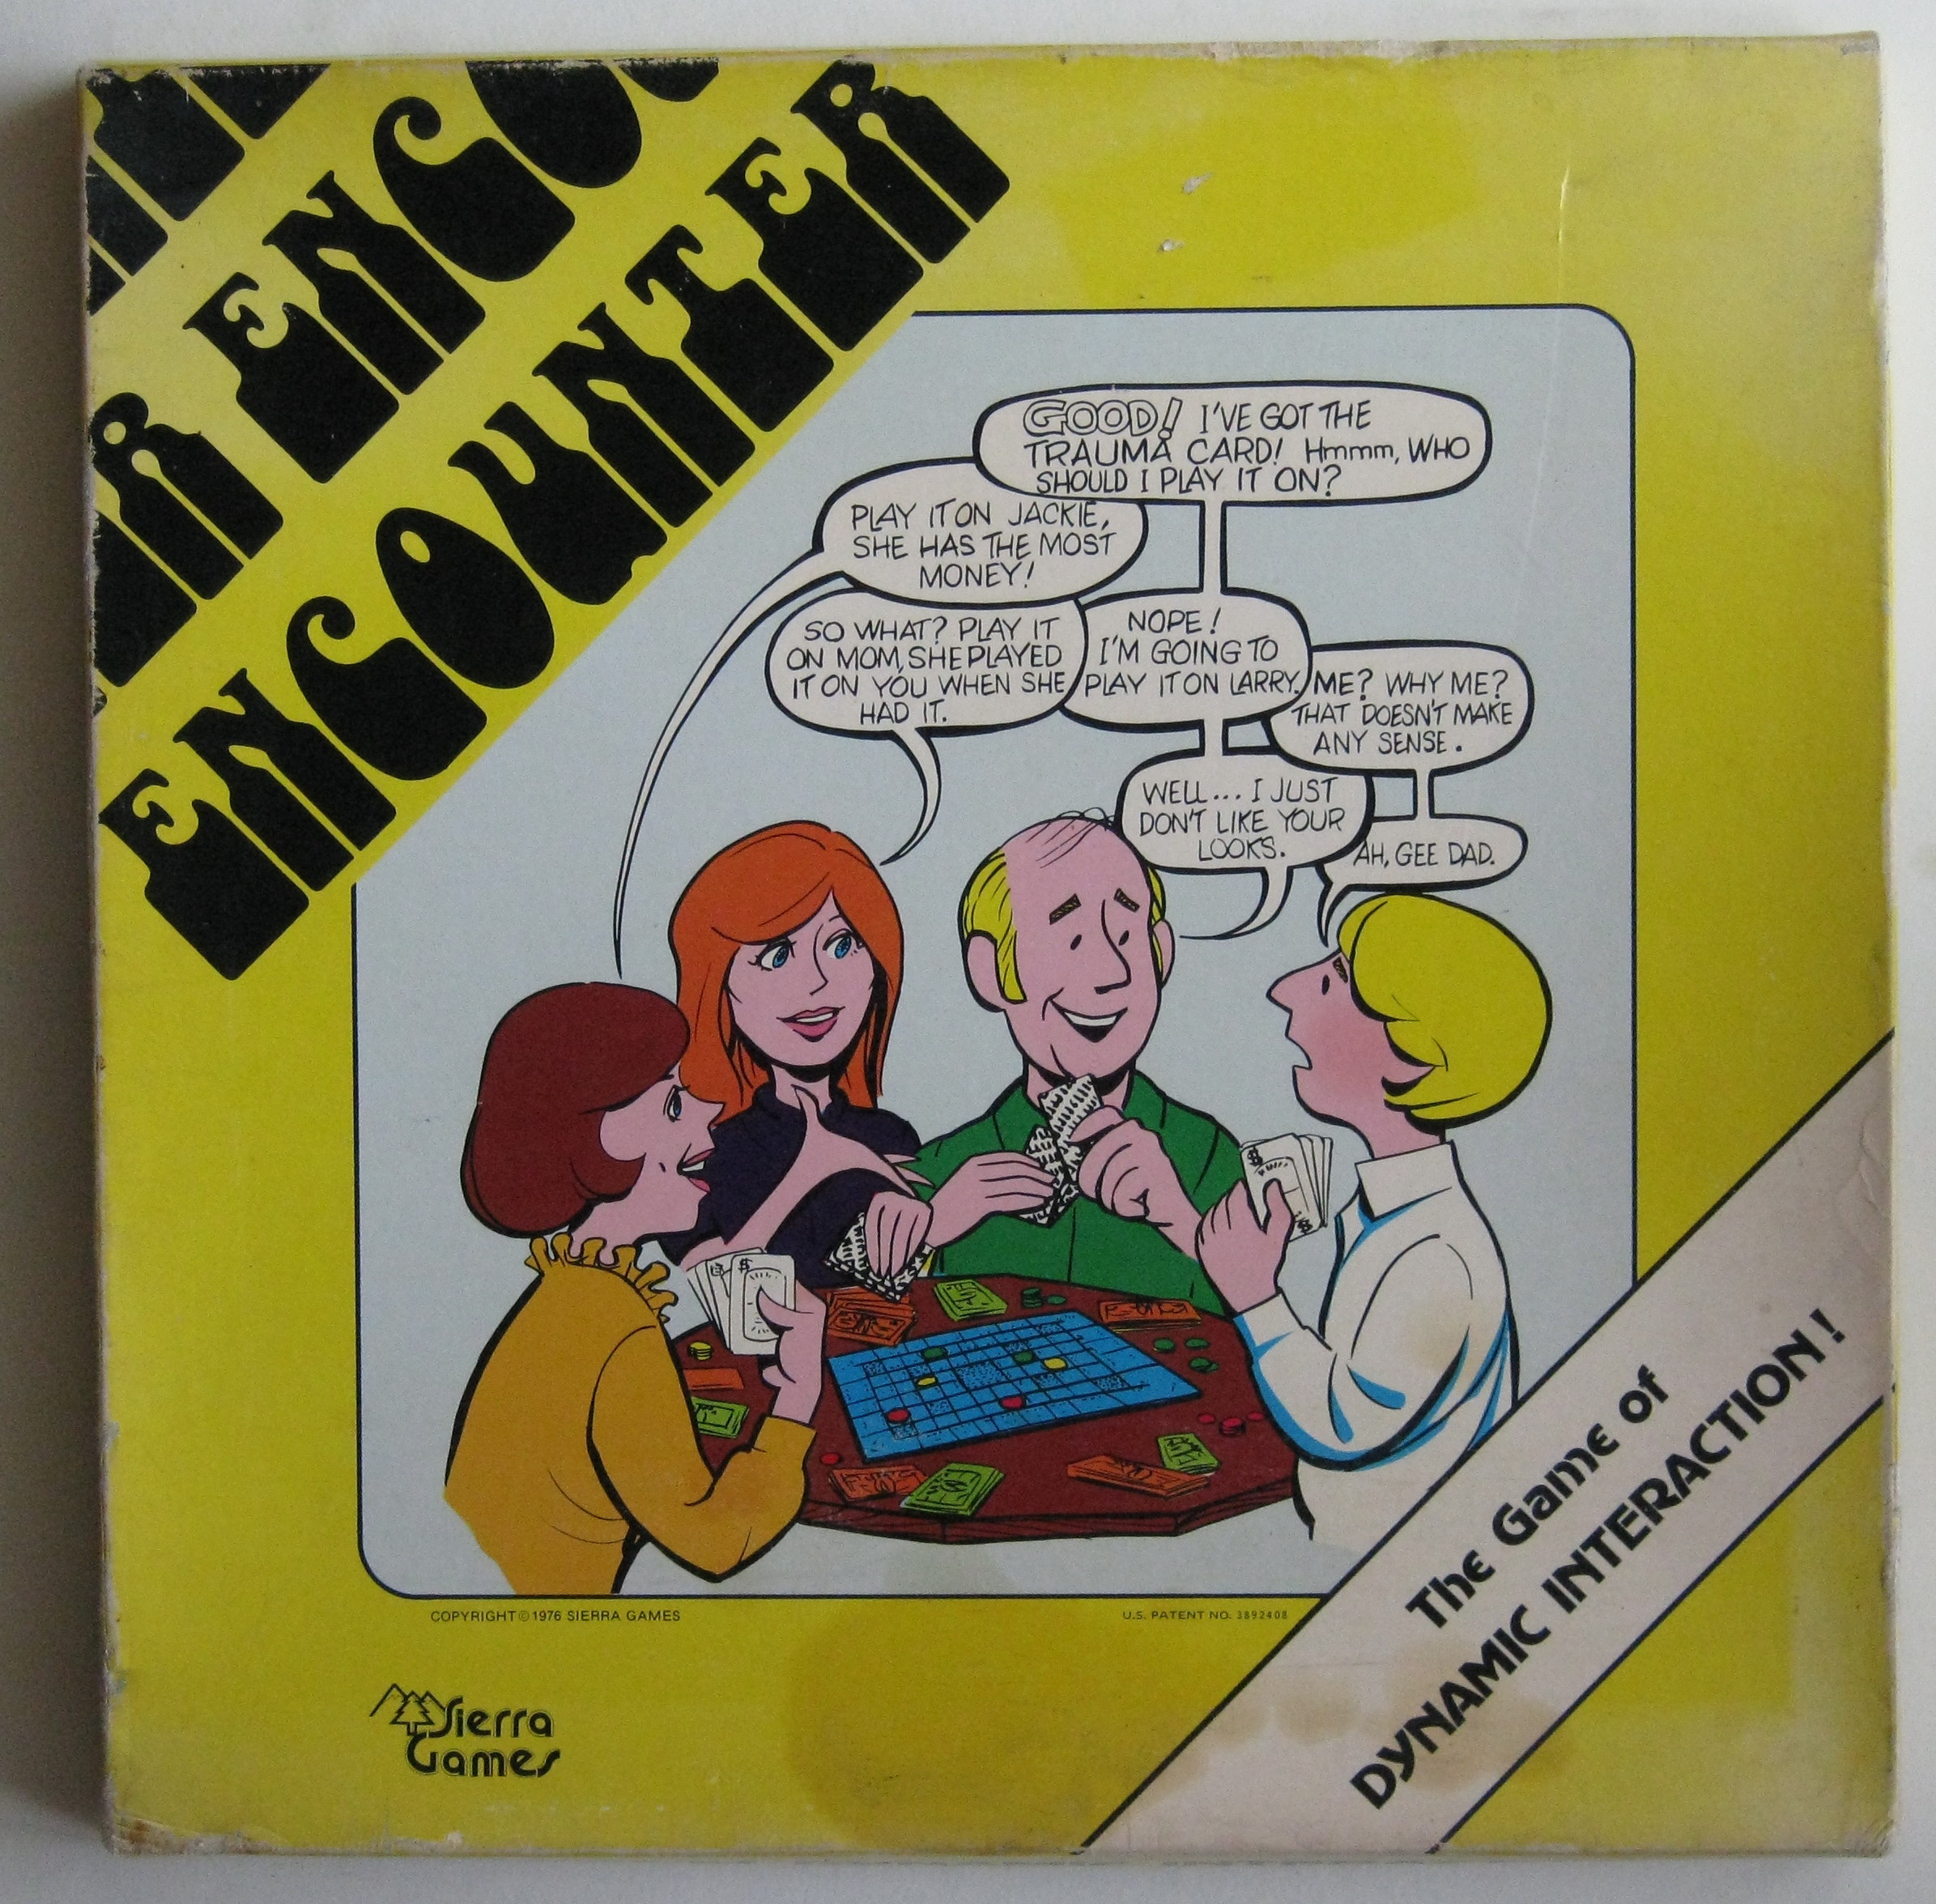 ENCOU
R ENCOU
ENCOUNTER
GOOD! I'VE GOT THE
TRAUMA CARD! Hmmm, WHO
SHOULD I PLAY IT ON?
PLAY IT ON JACKIE,
SHE HAS THE MOST
MONEY!
SO WHAT? PLAY IT
ON MOM, SHE PLAYED
IT ON YOU WHEN SHE
HAD IT.
NOPE!
I'M GOING TO
PLAY IT ON LARRY.
ME? WHY ME?
THAT DOESN'T MAKE
ANY SENSE.
WELL... I JUST
DON'T LIKE YOUR
LOOKS.
AH, GEE DAD.
The Game of
DYNAMIC INTERACTION!
COPYRIGHT © 1976 SIERRA GAMES
U.S. PATENT NO. 3892408
Sierra
Games